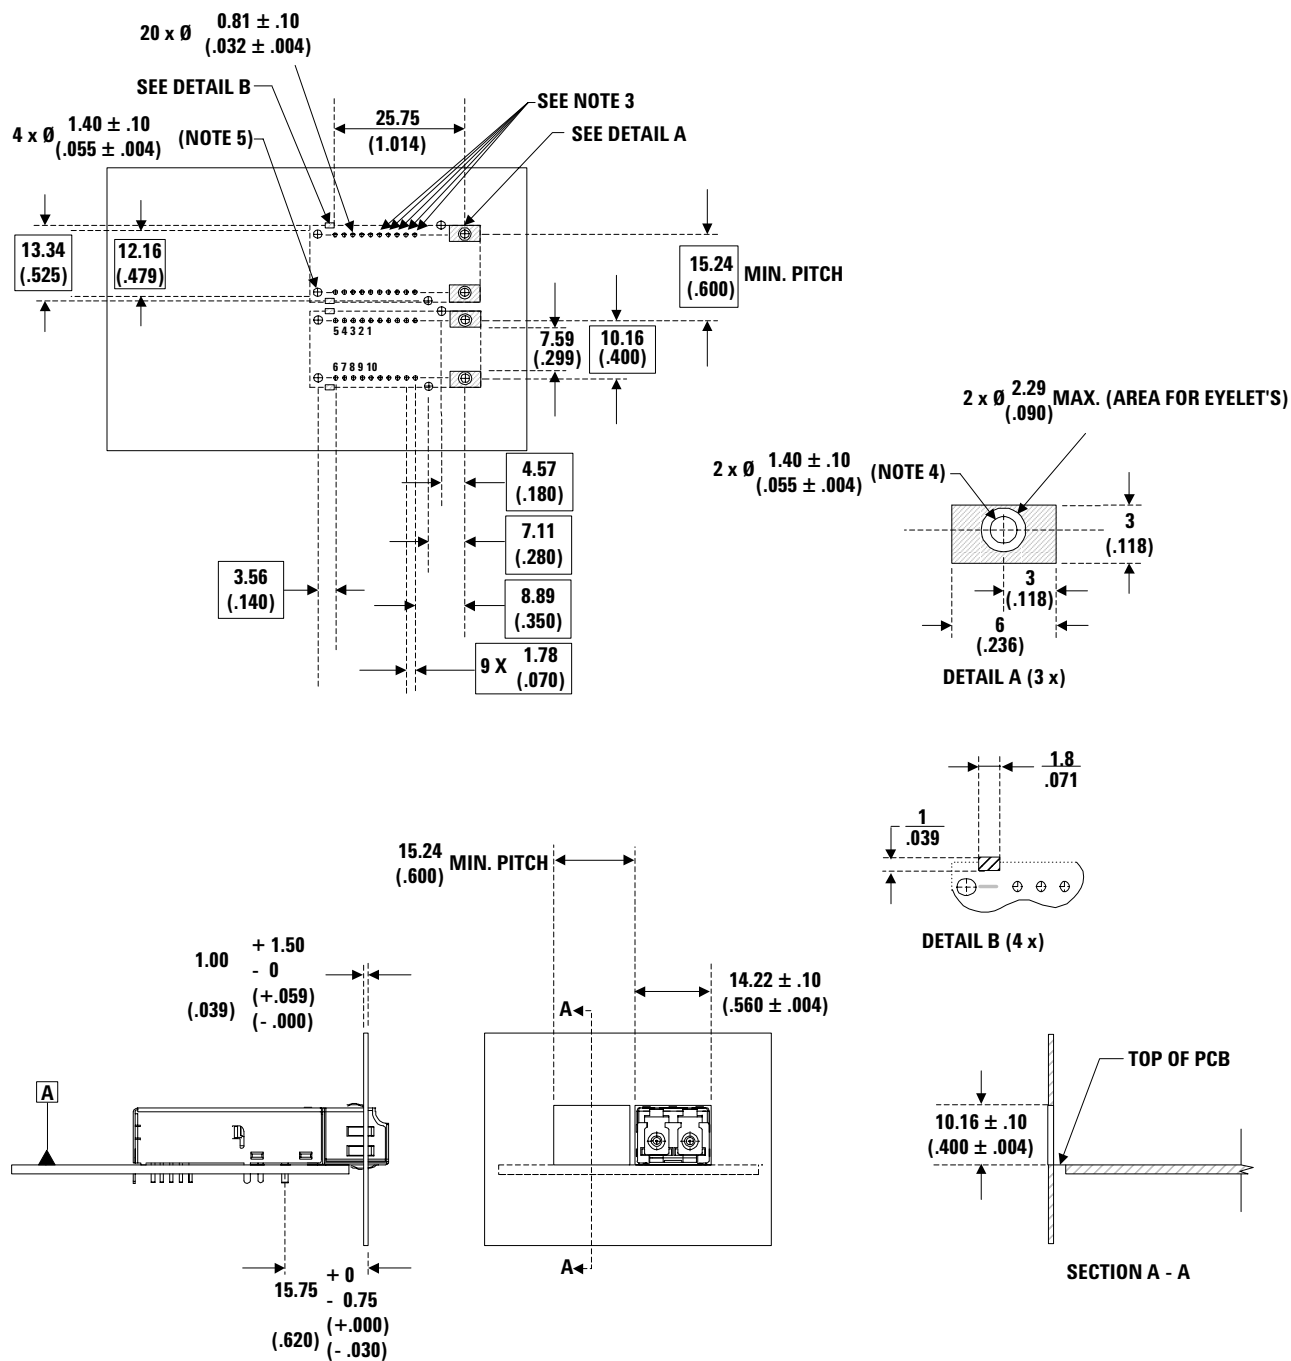 20 x Ø 0.81 ± .10
(.032 ± .004)
SEE DETAIL B
SEE NOTE 3
25.75
(1.014)
SEE DETAIL A
4 x Ø 1.40 ± .10
(.055 ± .004)
(NOTE 5)
13.34
(.525)
12.16
(.479)
15.24
(.600)
MIN. PITCH
5 4 3 2 1
7.59
(.299)
10.16
(.400)
6 7 8 9 10
4.57
(.180)
7.11
(.280)
3.56
(.140)
8.89
(.350)
9 X 1.78
(.070)
2 x Ø 2.29
(.090)
MAX. (AREA FOR EYELET'S)
2 x Ø 1.40 ± .10
(.055 ± .004)
(NOTE 4)
3
(.118)
3
(.118)
6
(.236)
DETAIL A (3 x)
1.8
.071
1
.039
DETAIL B (4 x)
15.24
(.600)
MIN. PITCH
1.00
+ 1.50
- 0
(.039)
(+.059)
(- .000)
14.22 ± .10
(.560 ± .004)
A
A
A
TOP OF PCB
10.16 ± .10
(.400 ± .004)
SECTION A - A
15.75
+ 0
- 0.75
(.620)
(+.000)
(- .030)